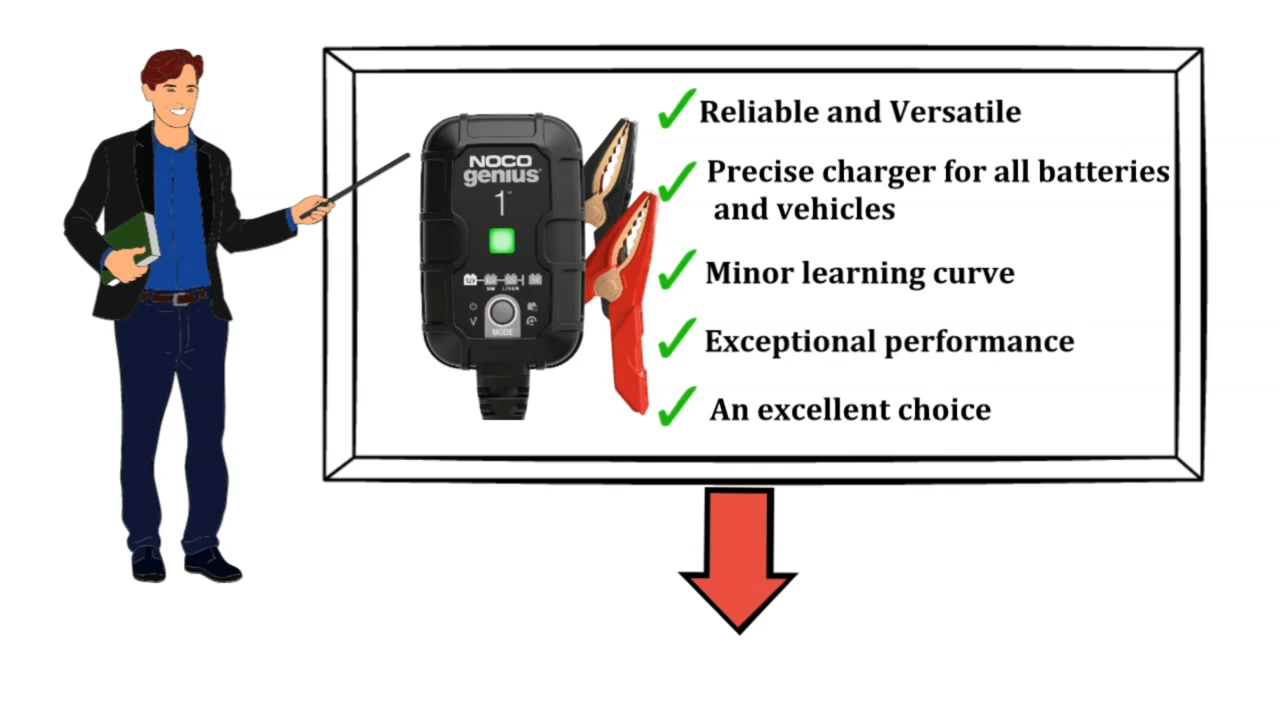 NOCO
genius
1
MODE
Reliable and Versatile
Precise charger for all batteries
and vehicles
Minor learning curve
Exceptional performance
An excellent choice